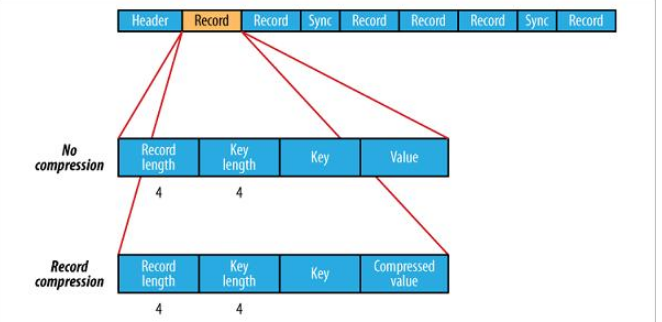 Header Record Record Sync Record Record Record Sync Record
No
compression
Record
length
Key
length
Key
Value
4 4
Record
compression
Record
length
Key
length
Key
Compressed
value
4 4